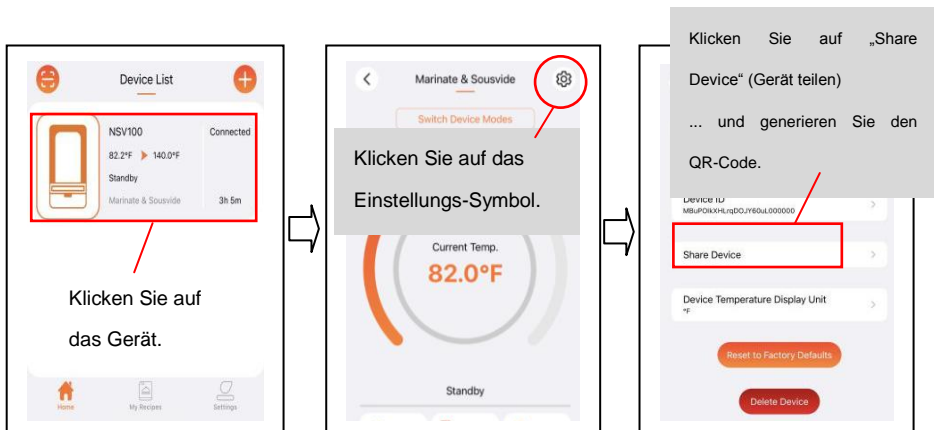 Device List
NSV100
Connected
82.2°F 140.0°F
Standby
Marinate & Sousvide
3h 5m
Klicken Sie auf
das Gerät.
Home
My Recipes
Settings
Marinate & Sousvide
Switch Device Modes
Klicken Sie auf das
Einstellungs-Symbol.
Current Temp.
82.0°F
Standby
Klicken Sie auf „Share
Device“ (Gerät teilen)
... und generieren Sie den
QR-Code.
Device ID
Share Device
Device Temperature Display Unit
°F
Reset to Factory Defaults
Delete Device